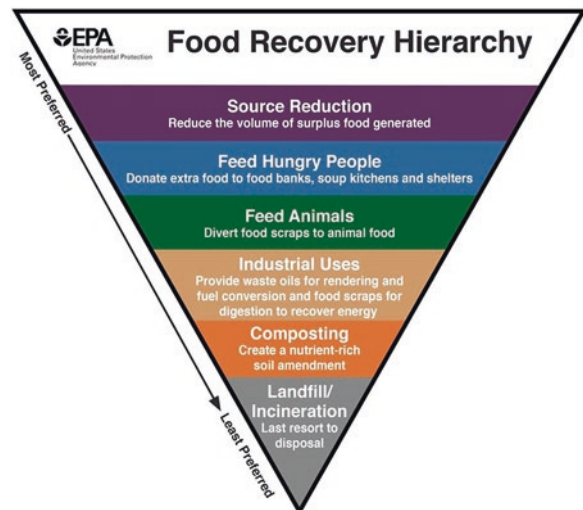 EPA
United States
Environmental Protection
Agency
Food Recovery Hierarchy
Most Preferred
Source Reduction
Reduce the volume of surplus food generated
Feed Hungry People
Donate extra food to food banks, soup kitchens and shelters
Feed Animals
Divert food scraps to animal food
Industrial Uses
Provide waste oils for rendering and
fuel conversion and food scraps for
digestion to recover energy
Composting
Create a nutrient-rich
soil amendment
Landfill/
Incineration
Last resort to
disposal
Least Preferred